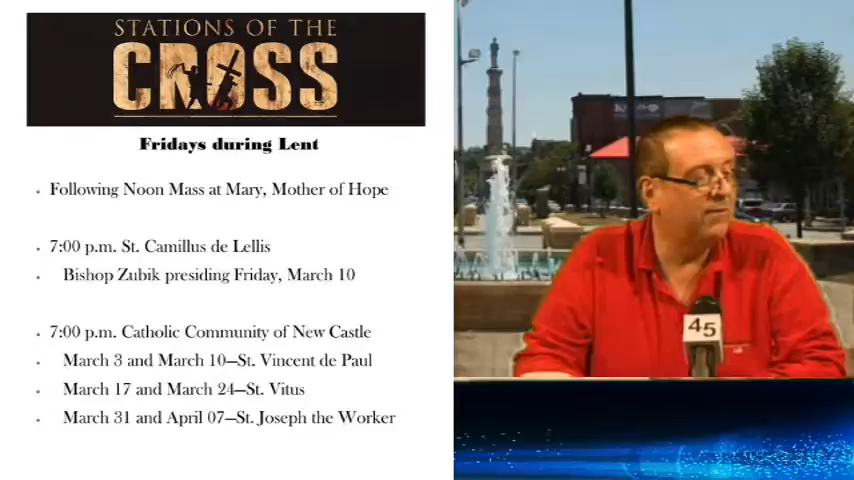 STATIONS OF THE
CROSS
Fridays during Lent
Following Noon Mass at Mary, Mother of Hope
7:00 p.m. St. Camillus de Lellis
Bishop Zubik presiding Friday, March 10
7:00 p.m. Catholic Community of New Castle
March 3 and March 10—St. Vincent de Paul
March 17 and March 24—St. Vitus
March 31 and April 07—St. Joseph the Worker
45